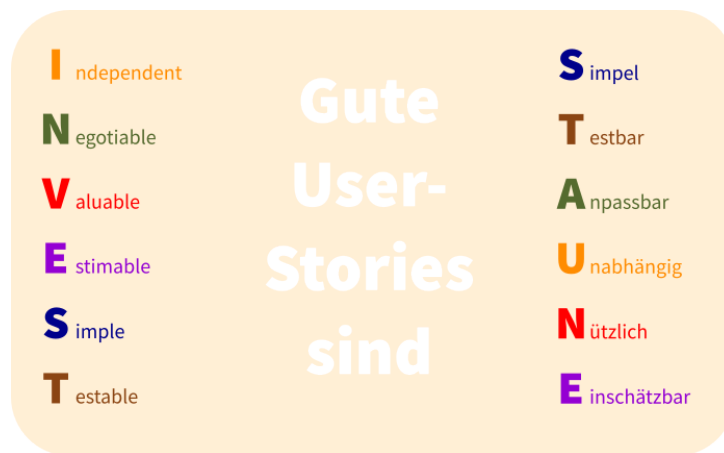 Independent
Negotiable
Valuable
Estimable
Simple
Testable
Gute
User-
Stories
sind
Simpel
Testbar
Anpassbar
Unabhängig
Nützlich
Einschätzbar